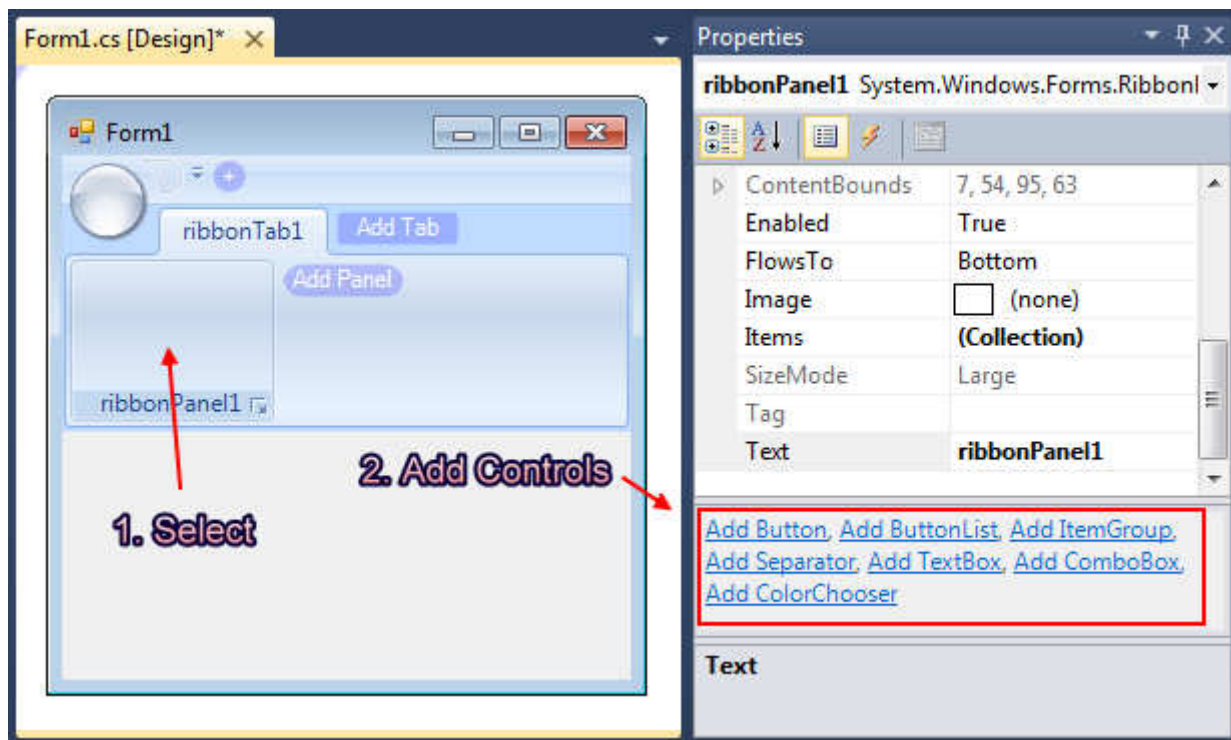 Form1.cs [Design]*
Form1
ribbonTab1
Add Tab
Add Panel
ribbonPanel1
1. Select
2. Add Controls
Properties
ribbonPanel1 System.Windows.Forms.Ribbonl
ContentBounds 7, 54, 95, 63
Enabled True
FlowsTo Bottom
Image (none)
Items (Collection)
SizeMode Large
Tag
Text ribbonPanel1
Add Button, Add ButtonList, Add ItemGroup,
Add Separator, Add TextBox, Add ComboBox,
Add ColorChooser
Text